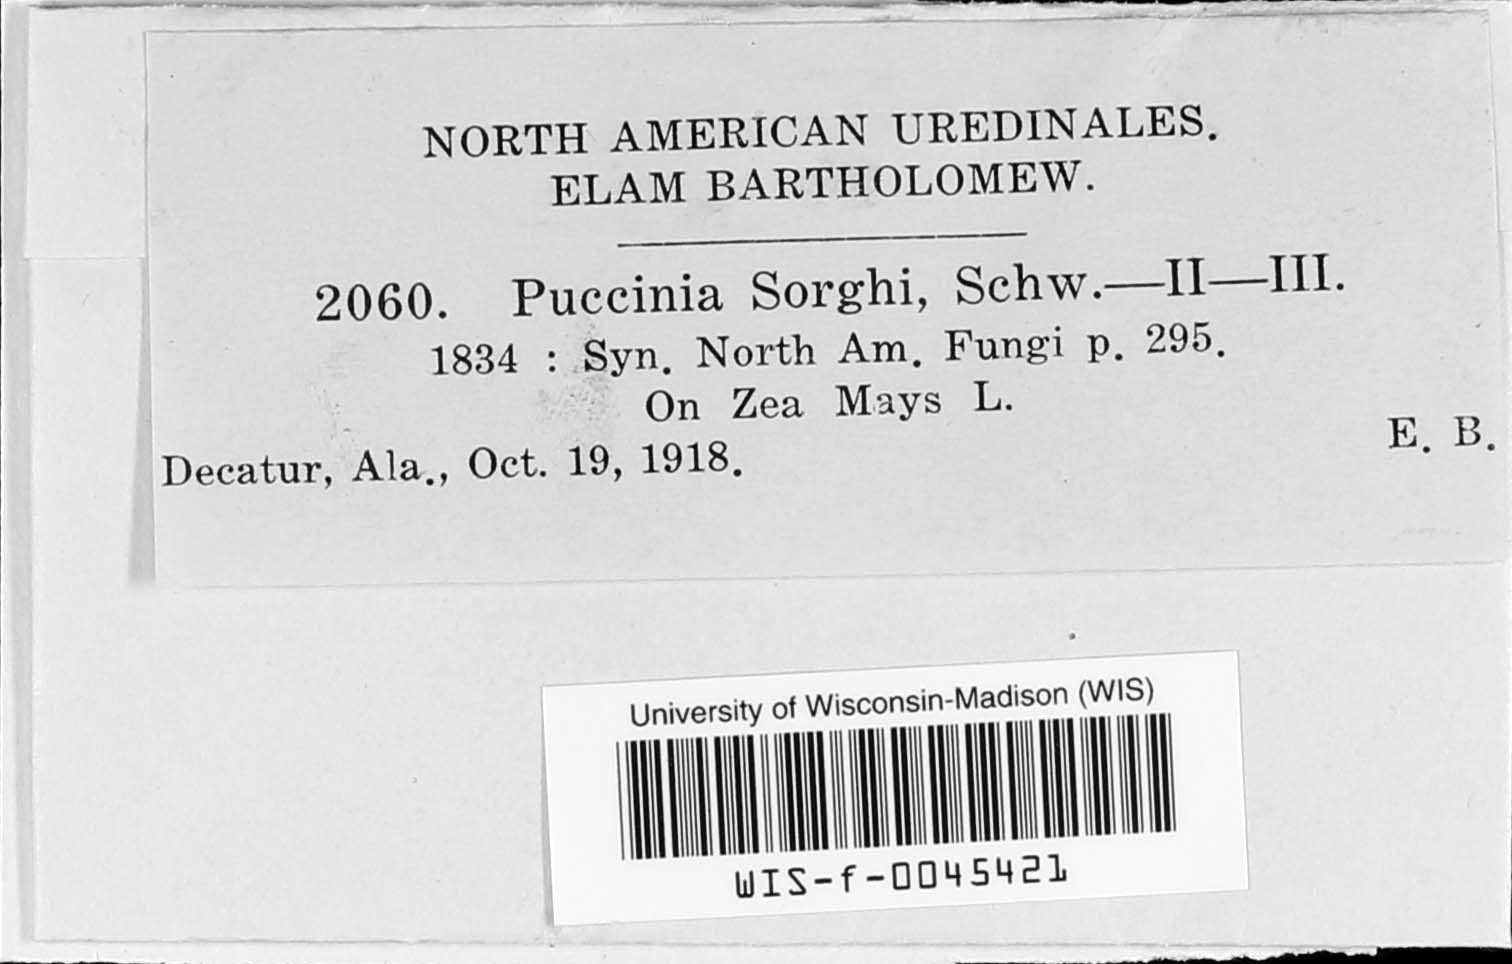 NORTH AMERICAN UREDINALES.
ELAM BARTHOLOMEW.
2060. Puccinia Sorghi, Schw.—II—III.
1834 : Syn. North Am. Fungi p. 295.
On Zea Mays L.
Decatur, Ala., Oct. 19, 1918. E. B.
University of Wisconsin-Madison (WIS)
WIS-f-0045421